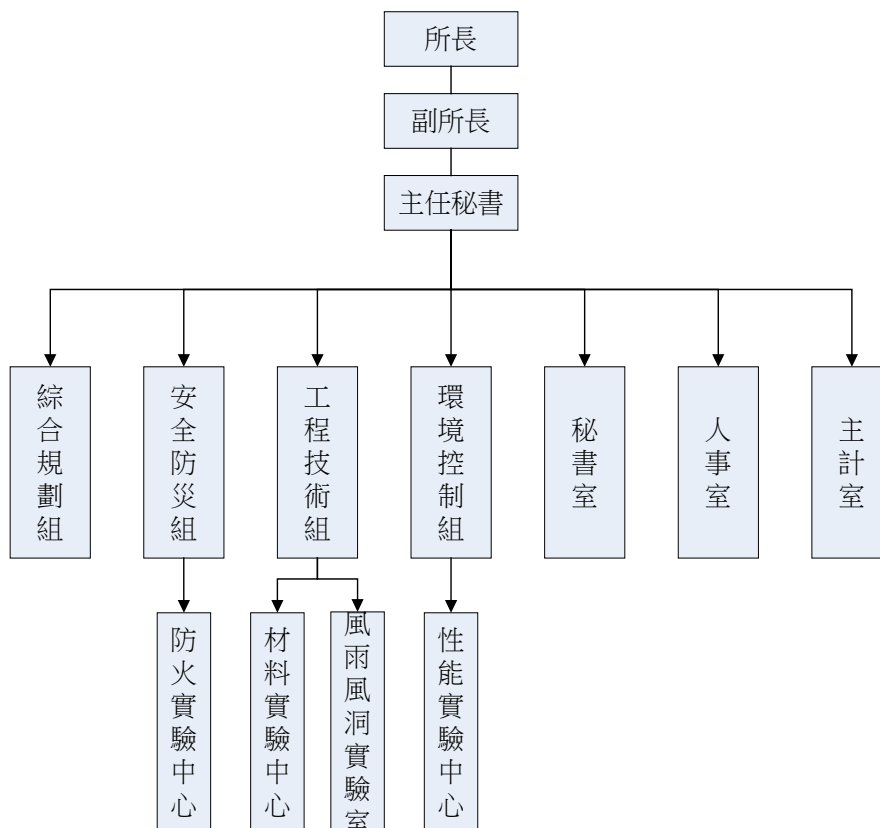 所長
副所長
主任秘書
綜合規劃組
安全防災組
工程技術組
環境控制組
秘書室
人事室
主計室
防火實驗中心
材料實驗中心
風雨風洞實驗室
性能實驗中心